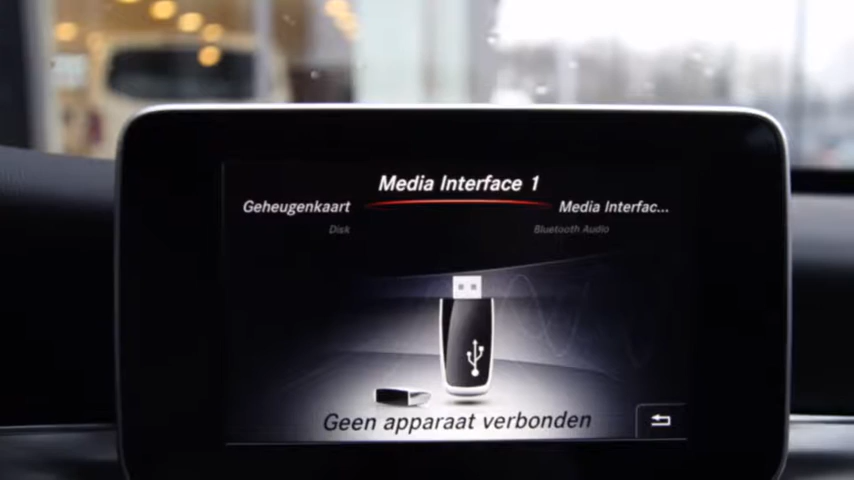 Media Interface 1
Geheugenkaart
Media Interfac...
Disk
Bluetooth Audio
Geen apparaat verbonden